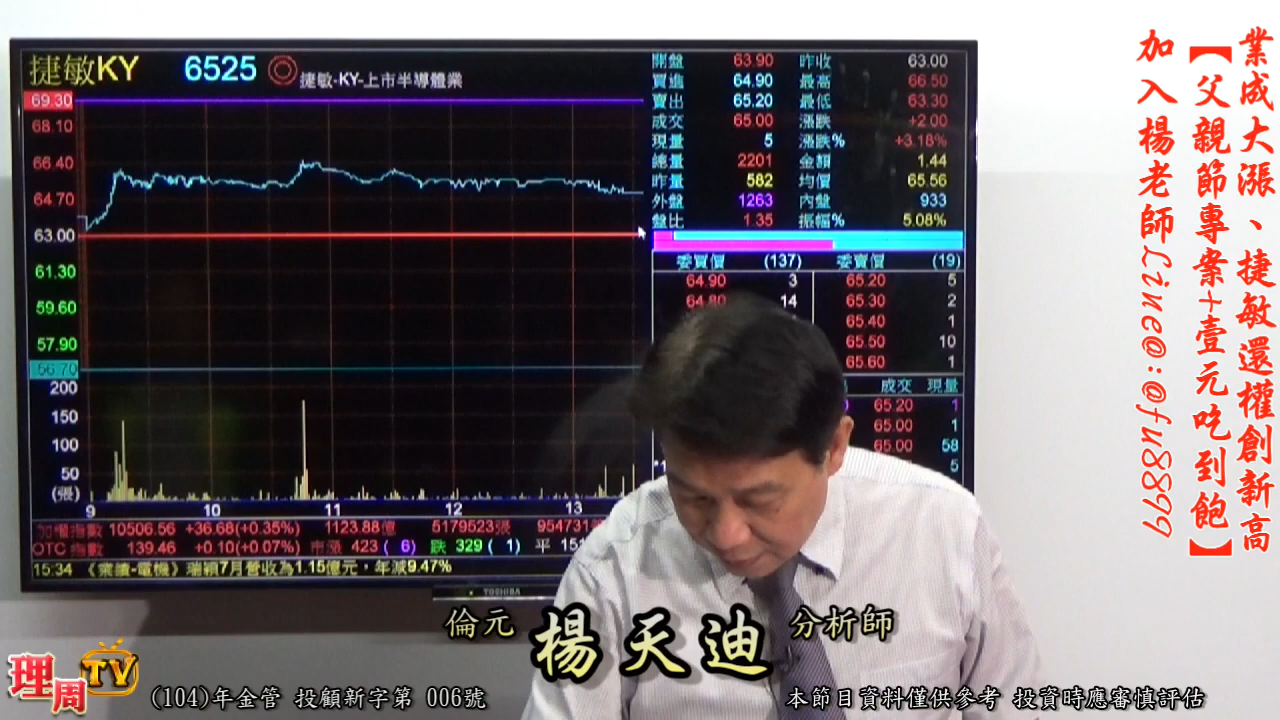 捷敏KY 6525 捷敏-KY-上市半導體業
69.30
68.10
66.40
64.70
63.00
61.30
59.60
57.90
56.70
200
150
100
50
(張)
9 10 11 12 13
開盤 63.90 昨收 63.00
買進 64.90 最高 66.50
賣出 65.20 最低 63.30
成交 65.00 漲跌 +2.00
現量 5 漲跌% +3.18%
總量 2201 金額 1.44
昨量 582 均價 65.56
外盤 1263 內盤 933
盤比 1.35 振幅% 5.08%
委買價 (137) 委賣價 (19)
64.90 3 65.20 5
64.80 14 65.30 2
65.40 1
65.50 10
65.60 1
成交 現量
65.20 1
65.00 1
65.00 58
5
加權指數 10506.56 +36.68(+0.35%) 1123.88億 5179523張 954731
OTC 指數 139.46 +0.10(+0.07%) 市漲 423 ( 6) 跌 329 ( 1) 平 151
15:34 《業績-電機》瑞穎7月營收為1.15億元，年減9.47%
TOSHIBA
業成大漲、捷敏還權創新高
【父親節專案+壹元吃到飽】
加入楊老師Line@:@fu8899
倫元 楊天迪 分析師
理周TV
(104)年金管 投顧新字第 006號
本節目資料僅供參考 投資時應審慎評估